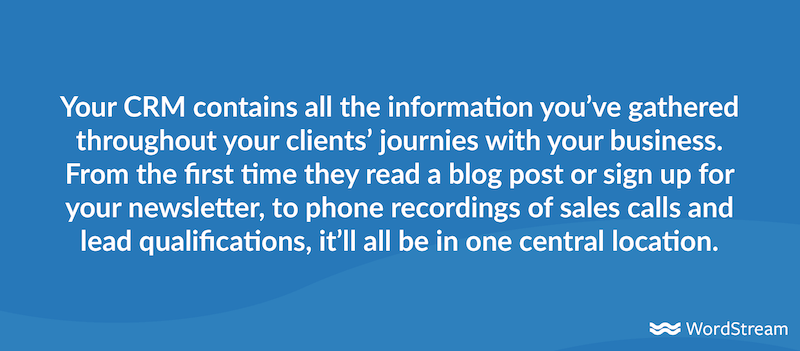 Your CRM contains all the information you’ve gathered
throughout your clients’ journies with your business.
From the first time they read a blog post or sign up for
your newsletter, to phone recordings of sales calls and
lead qualifications, it’ll all be in one central location.
WordStream